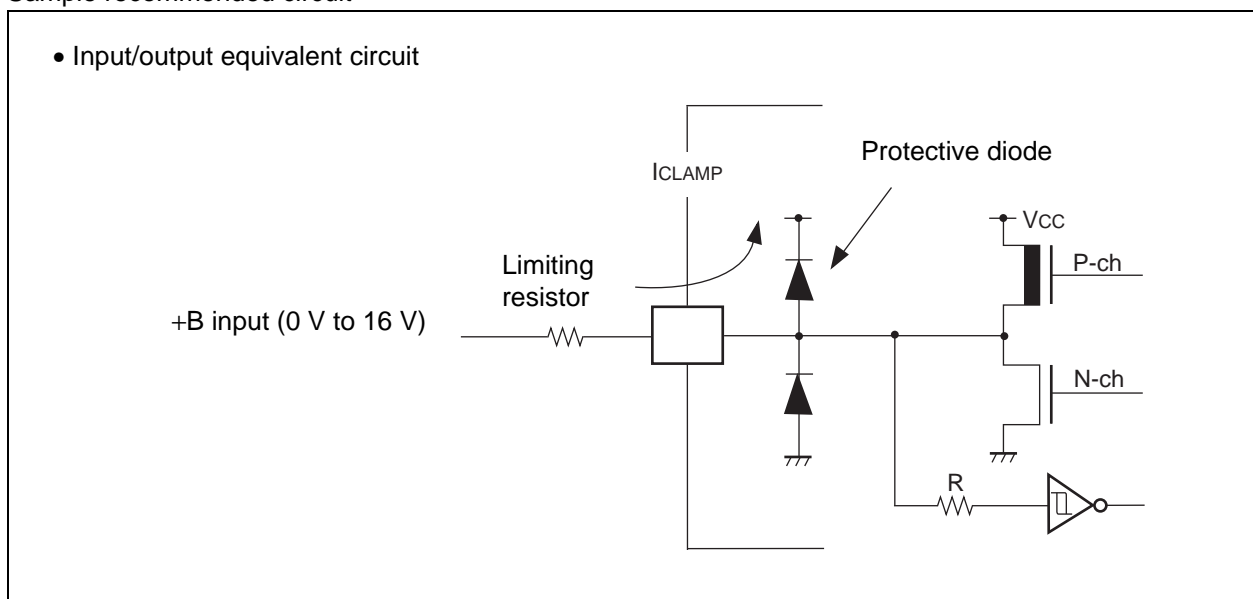 Sample recommended circuit
• Input/output equivalent circuit
Protective diode
ICLAMP
VCC
P-ch
Limiting
resistor
+B input (0 V to 16 V)
N-ch
R